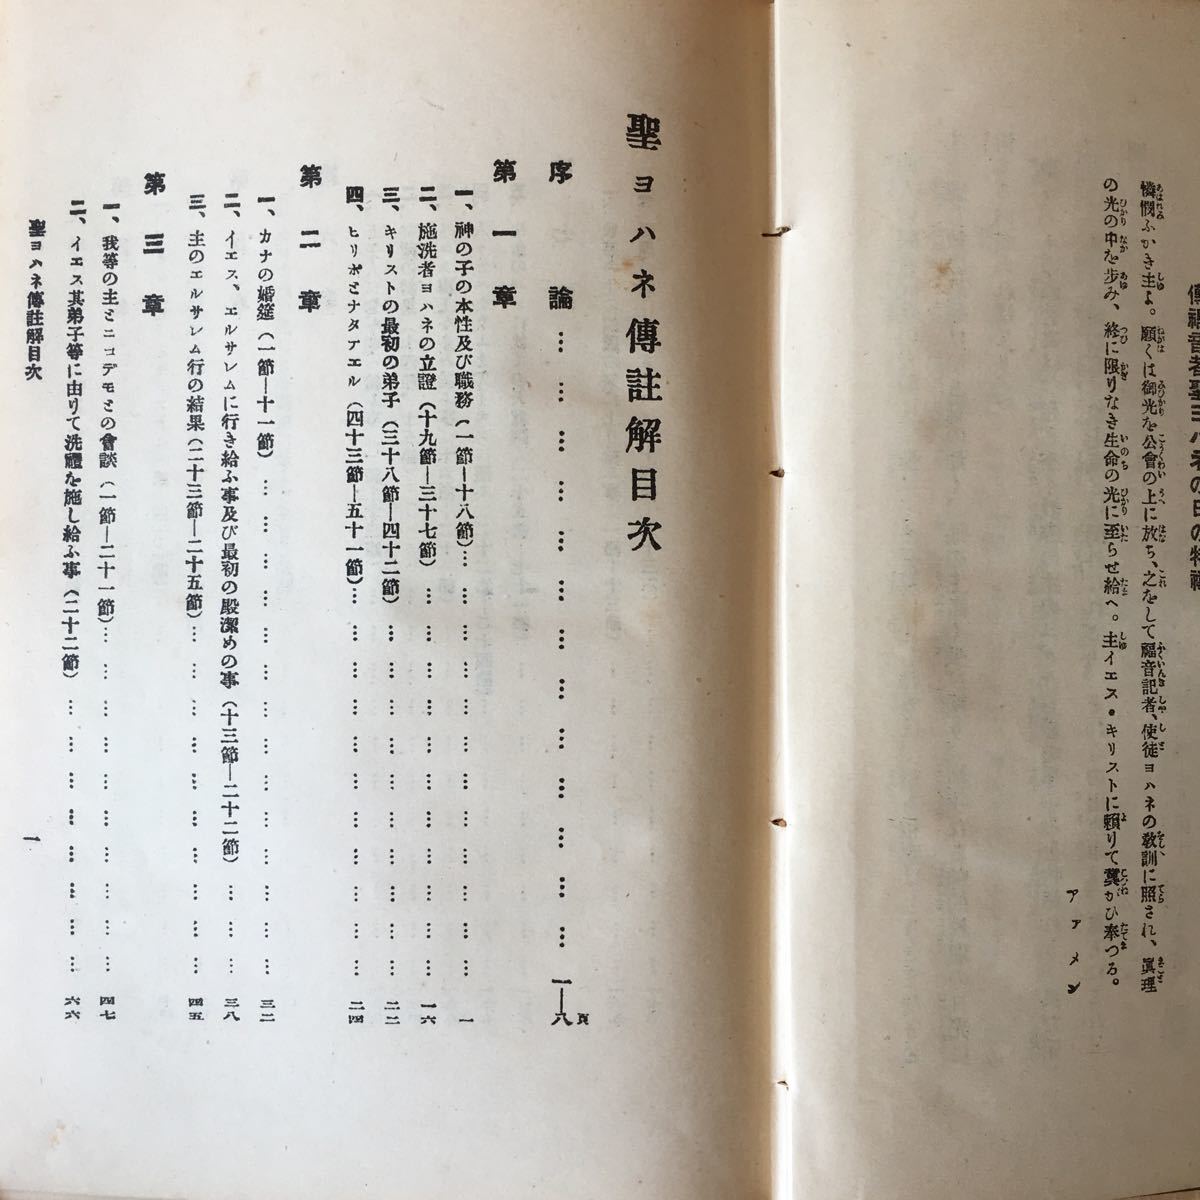 傳福音者聖ヨハネの日の特禱
憐憫ふかき主よ。願くは御光を公會の上に放ち、之をして福音記者、使徒ヨハネの教訓に照され、眞理
の光の中を歩み、終に限りなき生命の光に至らせ給へ。主イエス・キリストに賴りて冀がひ奉つる。
アァメン
聖ヨハネ傳註解目次
序論………………………………一—八頁
第一章
一、神の子の本性及び職務(一節—十八節)………………………一
二、施洗者ヨハネの立證(十九節—三十七節)………………………一六
三、キリストの最初の弟子(三十八節—四十二節)………………………二二
四、ヒリポとナタアエル(四十三節—五十一節)………………………二四
第二章
一、カナの婚筵(一節—十一節)………………………三二
二、イエス、エルサレムに行き給ふ事及び最初の殿潔めの事(十三節—二十二節)………三八
三、主のエルサレム行の結果(二十三節—二十五節)………………………四五
第三章
一、我等の主とニコデモとの會談(一節—二十一節)………………………四七
二、イエス其弟子等に由りて洗禮を施し給ふ事(二十二節)………………………六六
聖ヨハネ傳註解目次
一